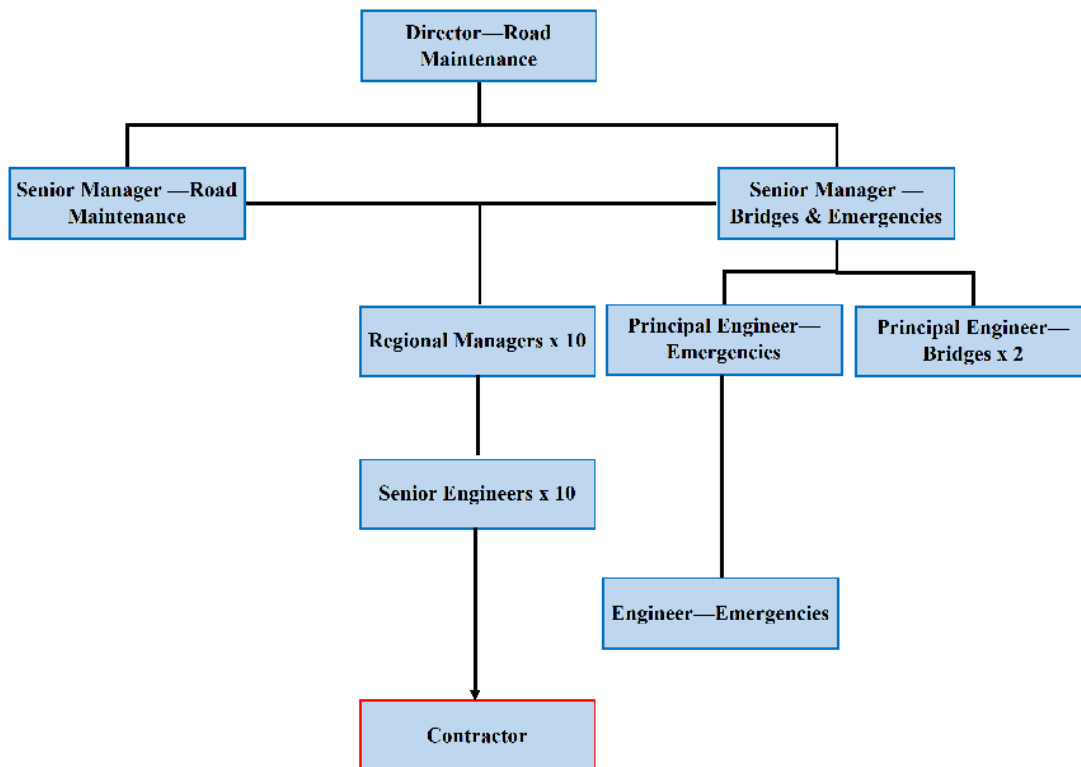 Director—Road
Maintenance
Senior Manager —Road
Maintenance
Senior Manager —
Bridges & Emergencies
Regional Managers x 10
Principal Engineer—
Emergencies
Principal Engineer—
Bridges x 2
Senior Engineers x 10
Engineer—Emergencies
Contractor